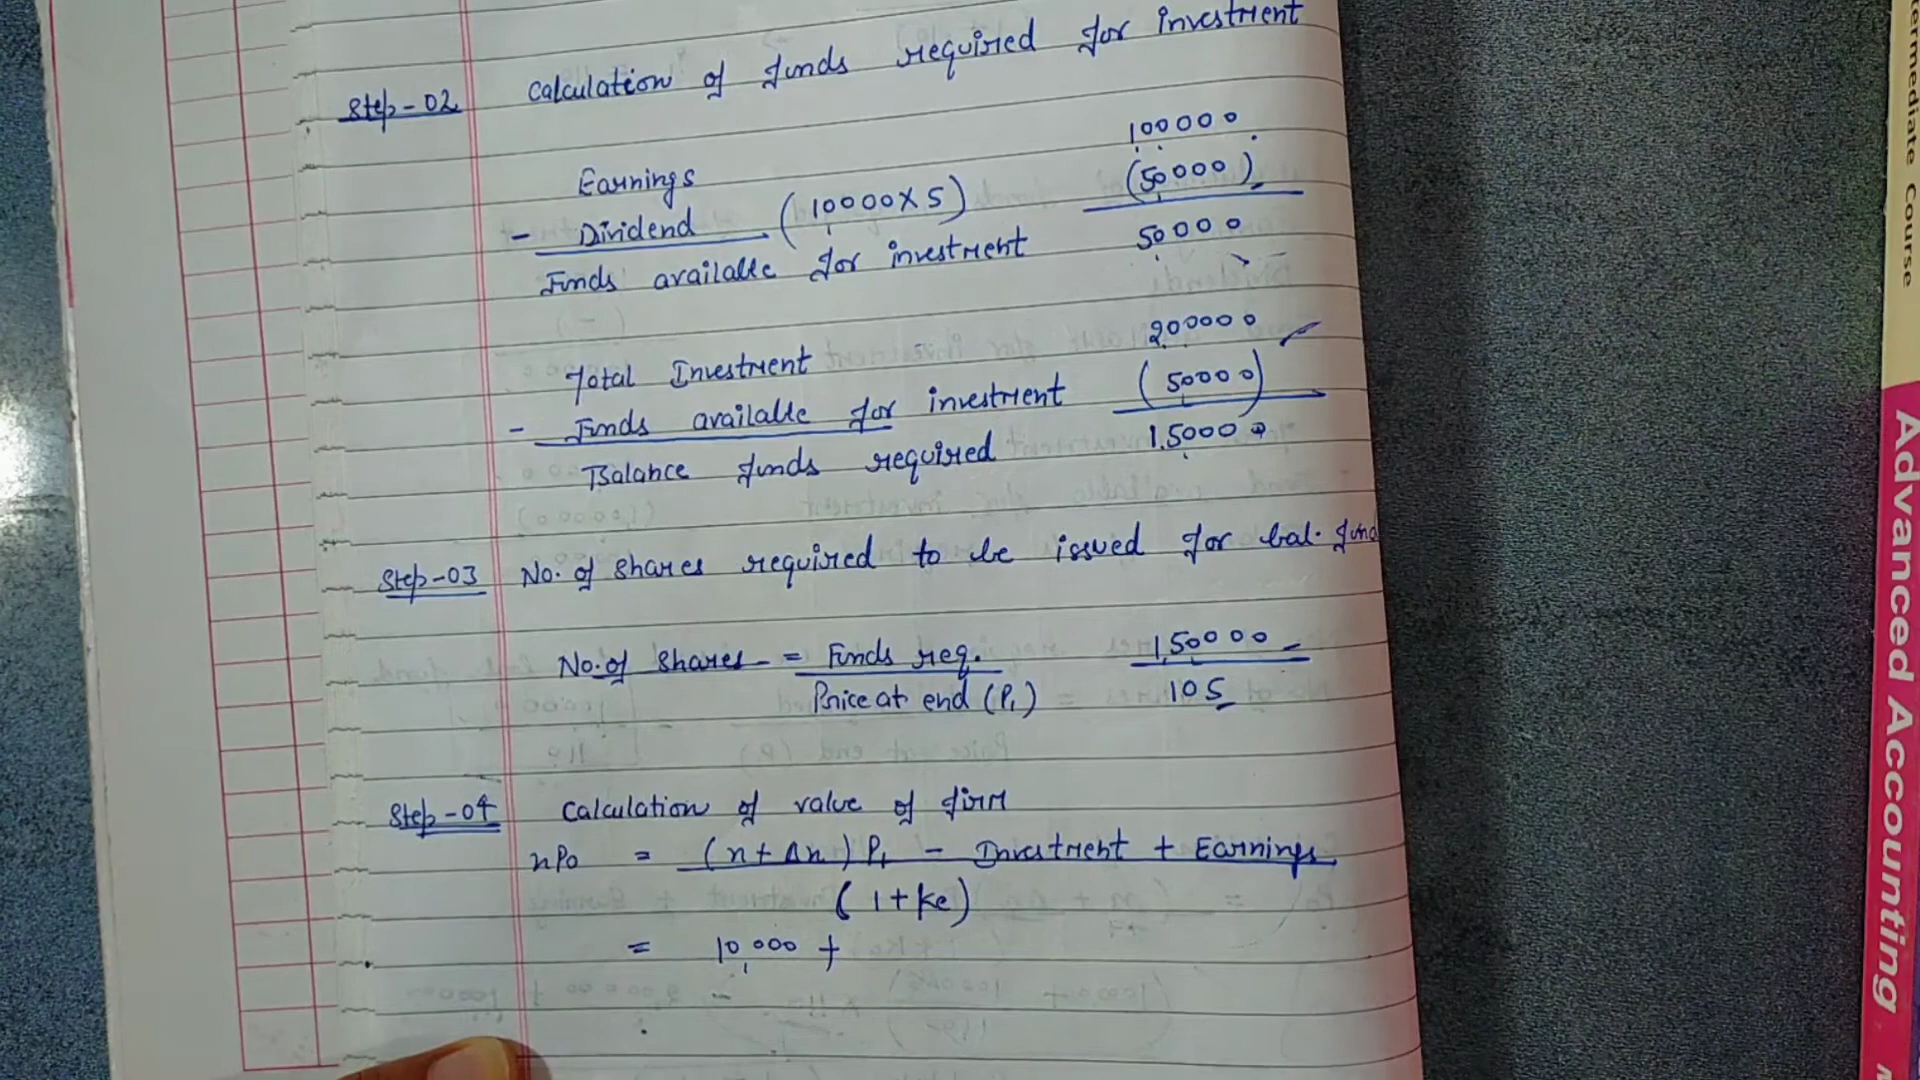 Step-02 Calculation of funds required for investment
Earnings 100000
- Dividend (10000X5) (50000)
Funds available for investment 50000
Total Investment 200000
- Funds available for investment (50000)
Balance funds required 150000
Step-03 No. of shares required to be issued for bal. fund
No. of Shares = Funds req. 150000
Price at end (P1) 105
Step-04 Calculation of value of firm
nPo = (n+Δn) P1 - Investment + Earnings
(1+ke)
= 10,000 +
termediate Course
Advanced Accounting